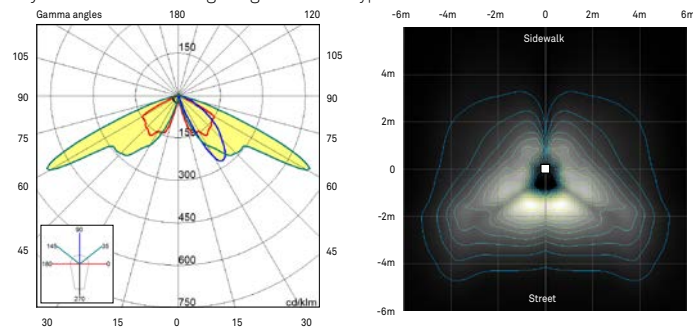 Gamma angles 180 120
105 105
90 90
75 75
60 60
45 45
30 15 0 15 30
150
150
300
450
600
750
cd/klm
90
145 35
180 0
270
-6m -4m -2m 0 2m 4m 6m
Sidewalk
4m
2m
0
-2m
-4m
-6m
Street